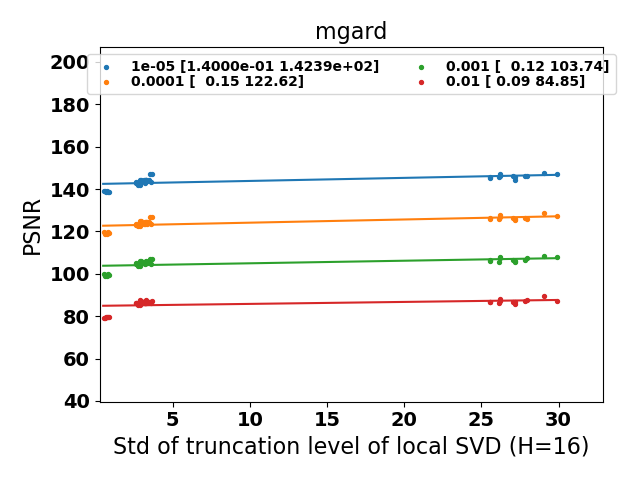 mgard
1e-05 [1.4000e-01 1.4239e+02]
0.0001 [  0.15 122.62]
0.001 [  0.12 103.74]
0.01 [ 0.09 84.85]
PSNR
200
180
160
140
120
100
80
60
40
5 10 15 20 25 30
Std of truncation level of local SVD (H=16)